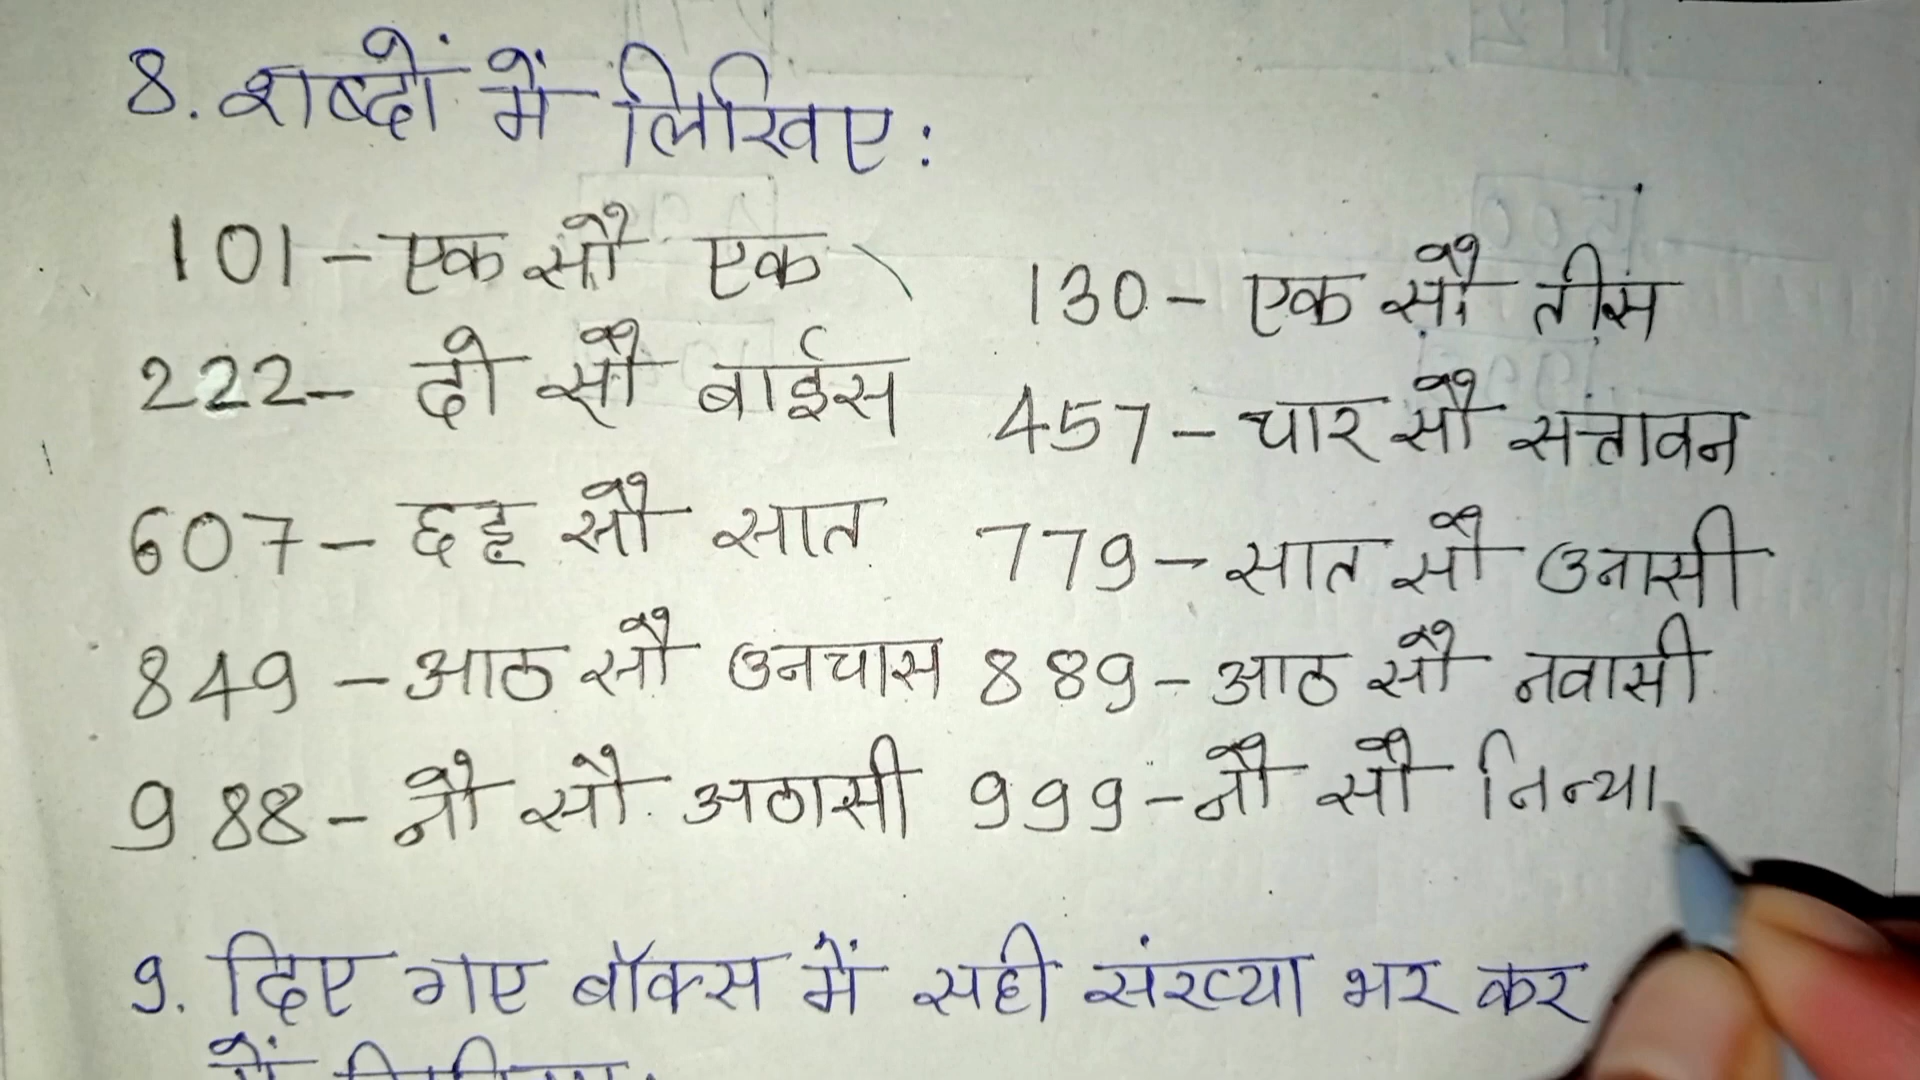 8. शब्दों में लिखिए:
101 - एक सौ एक
130 - एक सौ तीस
222 - दो सौ बाईस
457 - चार सौ सत्तावन
607 - छह सौ सात
779 - सात सौ उनासी
849 - आठ सौ उनचास
889 - आठ सौ नवासी
988 - नौ सौ अठासी
999 - नौ सौ निन्या
9. दिए गए बॉक्स में सही संख्या भर कर
में